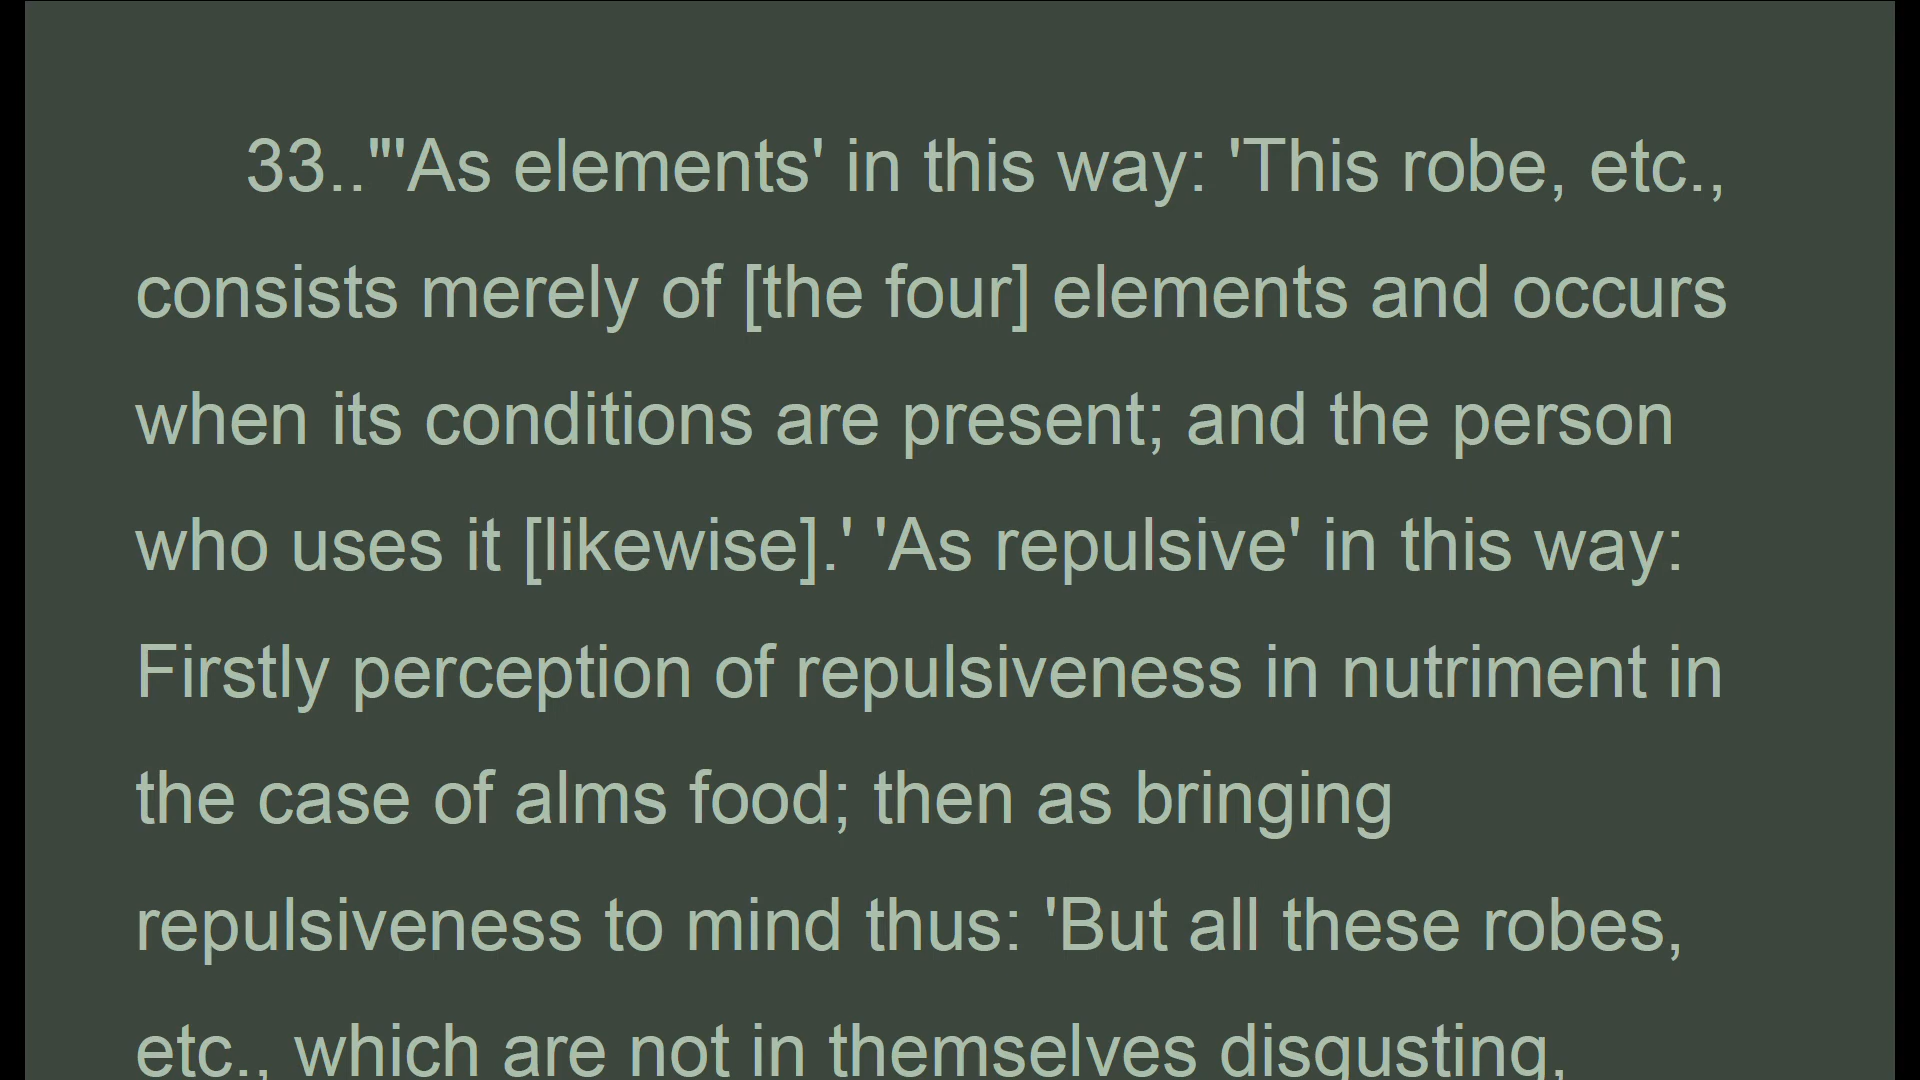 33.."'As elements' in this way: 'This robe, etc.,
consists merely of [the four] elements and occurs
when its conditions are present; and the person
who uses it [likewise].' 'As repulsive' in this way:
Firstly perception of repulsiveness in nutriment in
the case of alms food; then as bringing
repulsiveness to mind thus: 'But all these robes,
etc., which are not in themselves disgusting,